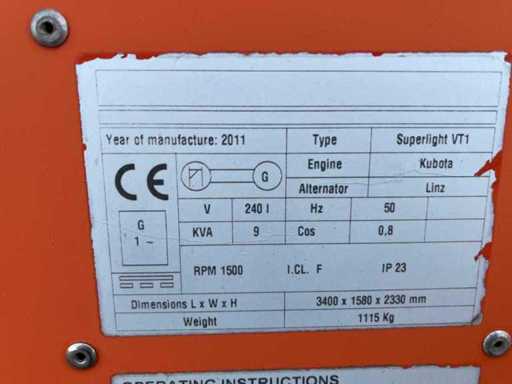 Year of manufacture: 2011 Type Superlight VT1
Engine Kubota
Alternator Linz
CE
G
V 240 I Hz 50
G
1 ~
KVA 9 Cos 0,8
RPM 1500 I.CL. F IP 23
Dimensions L x W x H 3400 x 1580 x 2330 mm
Weight 1115 Kg
OPERATING INSTRUCTIONS